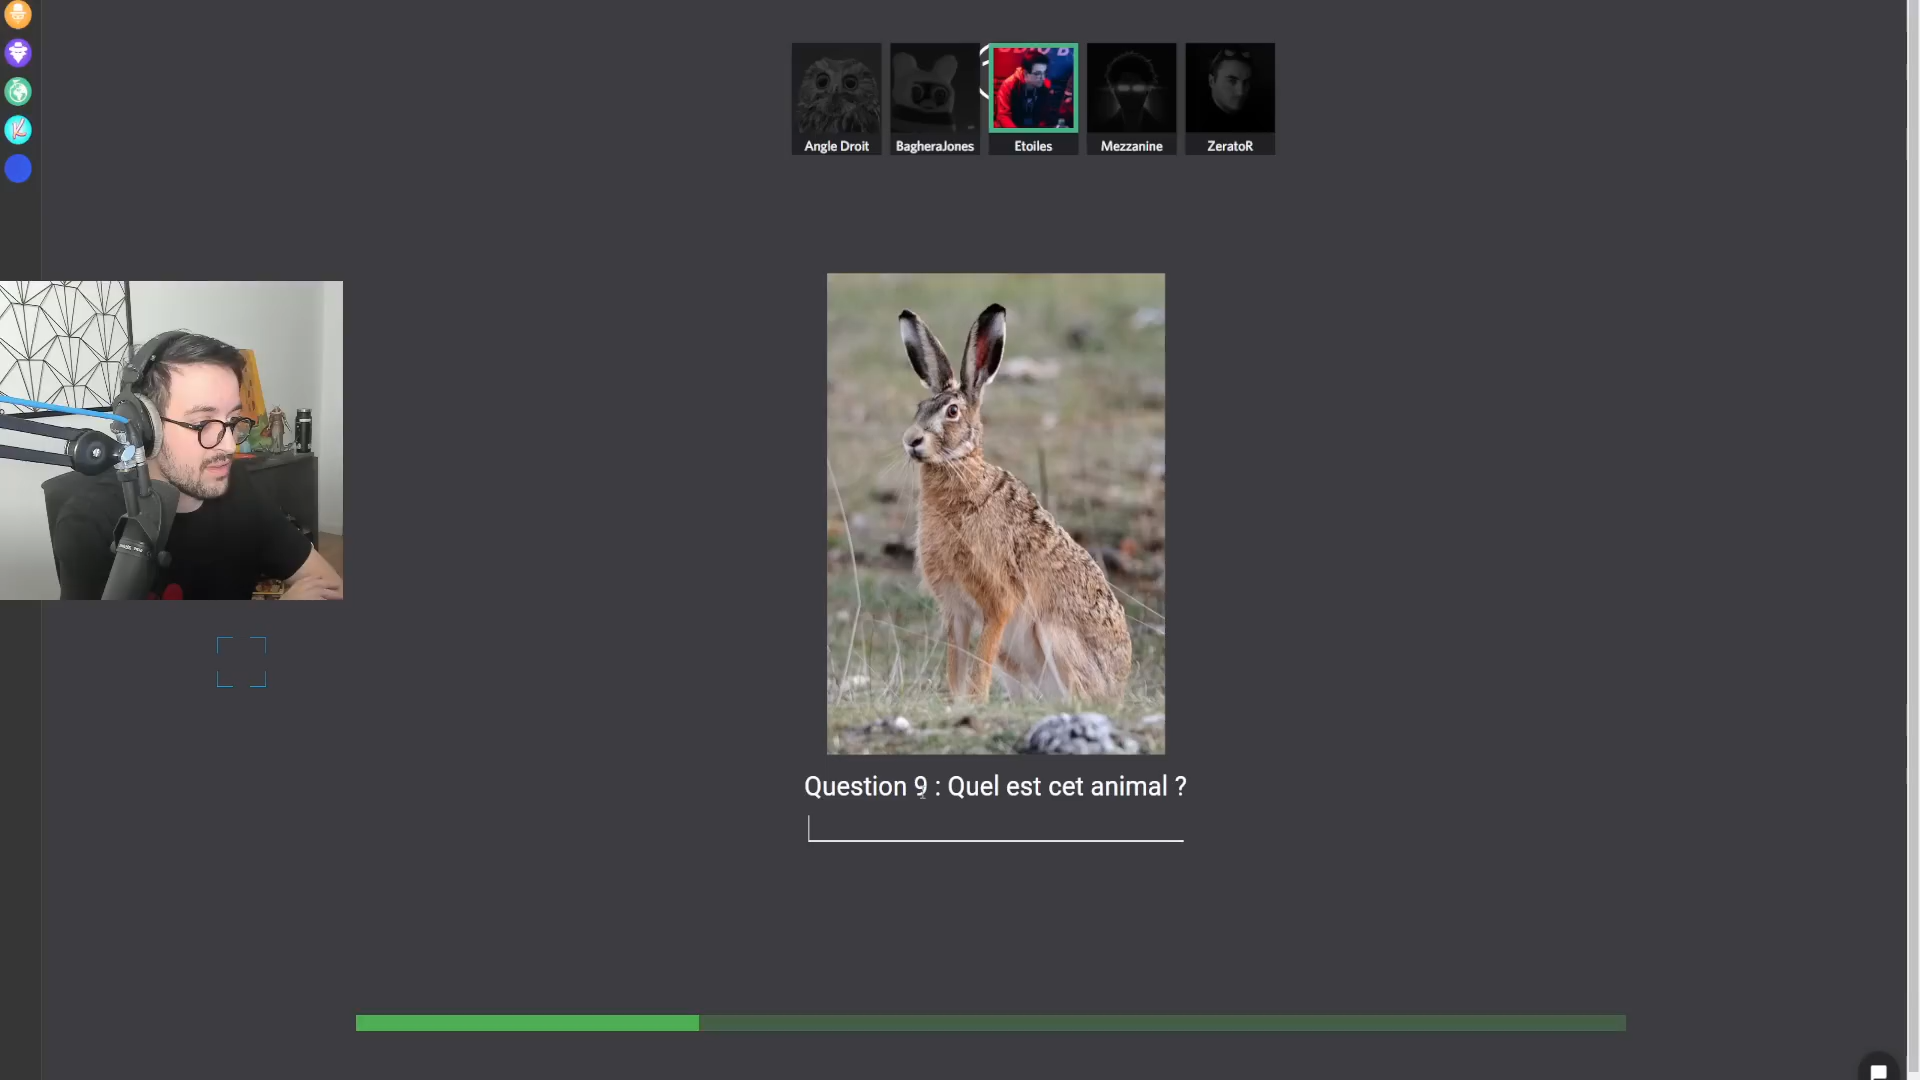 Angle Droit
BagheraJones
Etoiles
Mezzanine
ZeratoR
Question 9 : Quel est cet animal ?